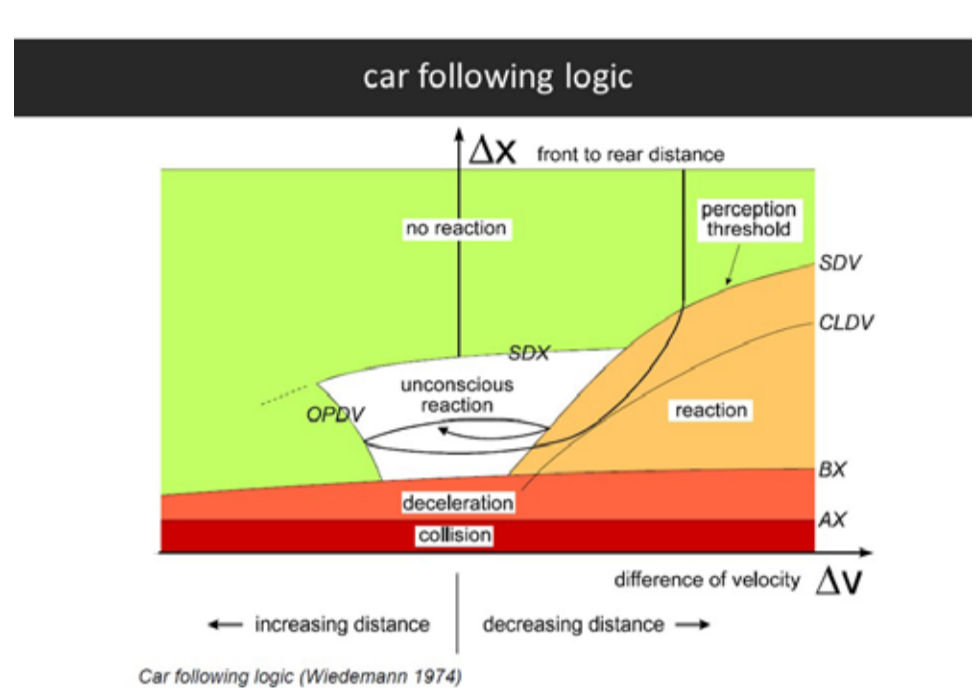 car following logic
Δx front to rear distance
no reaction
perception
threshold
SDV
CLDV
SDX
unconscious
reaction
OPDV
reaction
BX
deceleration
AX
collision
difference of velocity Δv
increasing distance
decreasing distance
Car following logic (Wiedemann 1974)